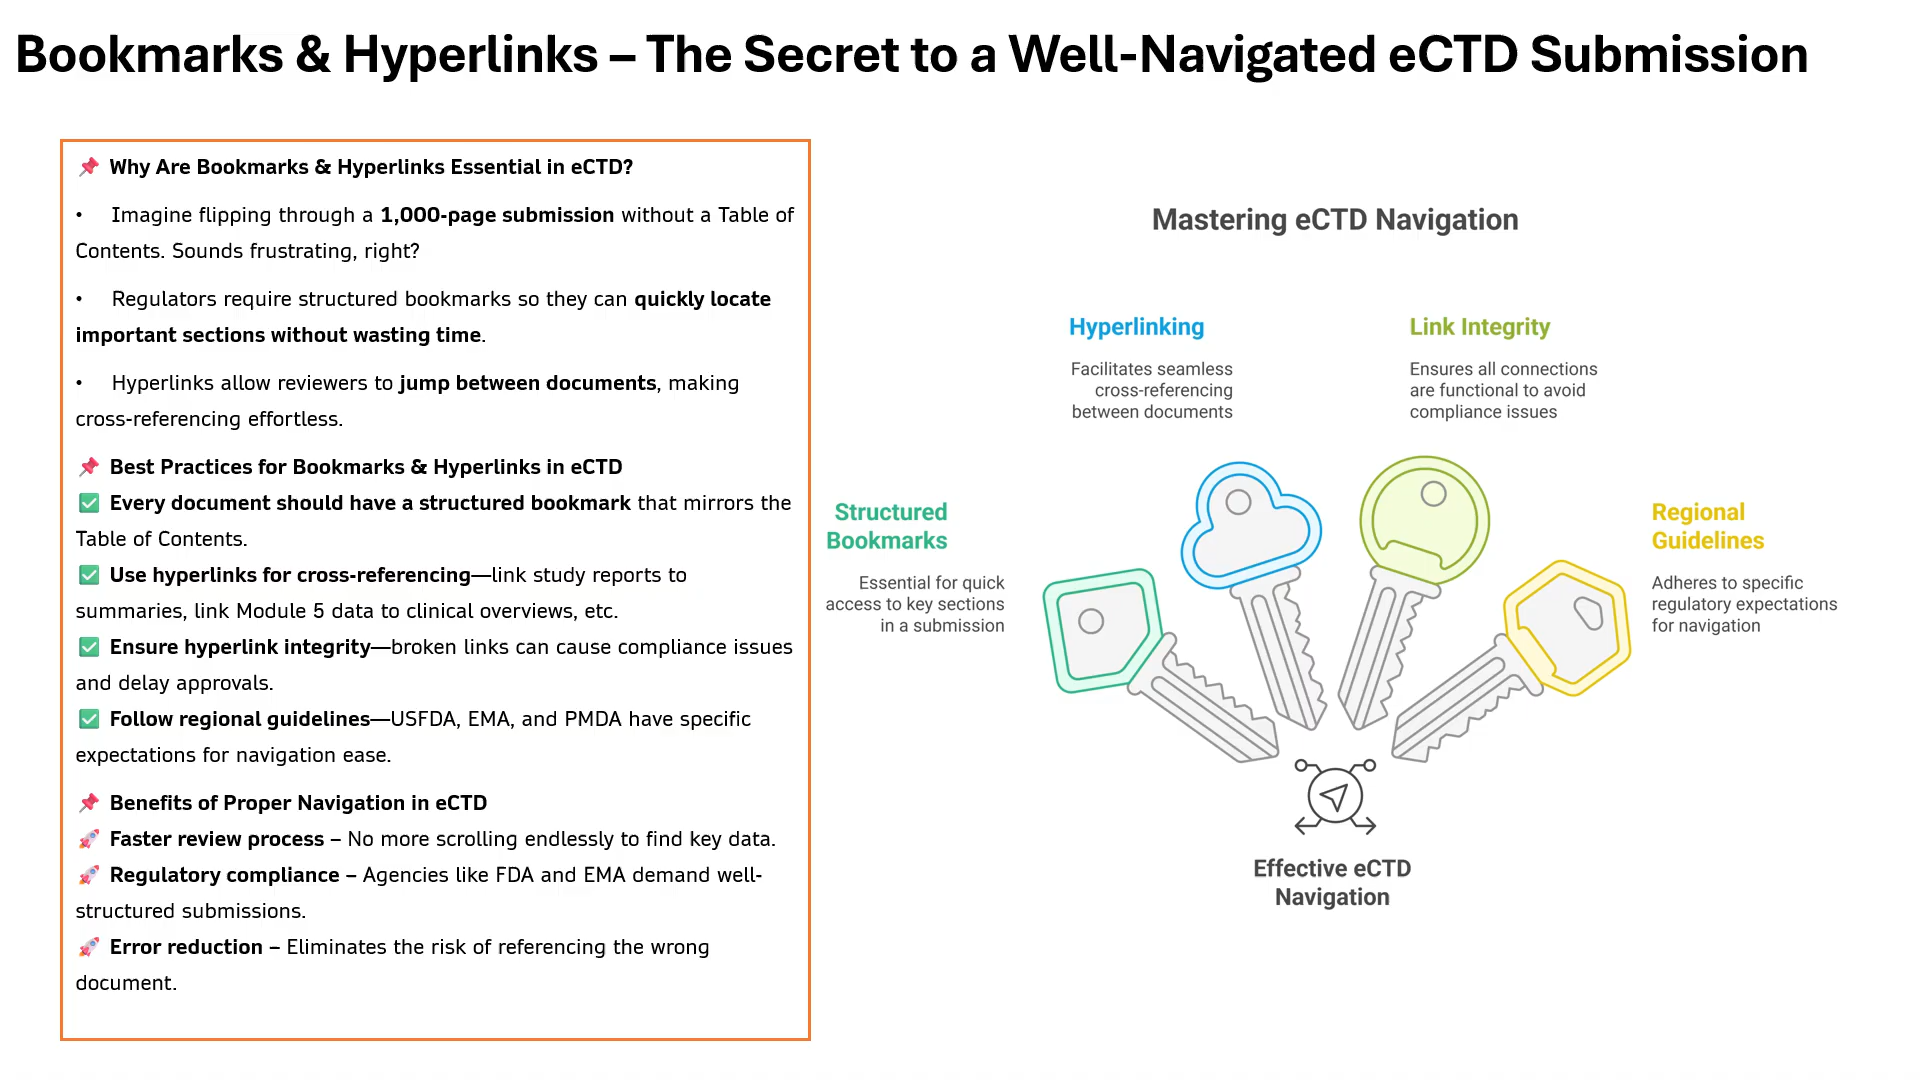 Bookmarks & Hyperlinks – The Secret to a Well-Navigated eCTD Submission
📌 Why Are Bookmarks & Hyperlinks Essential in eCTD?
• Imagine flipping through a 1,000-page submission without a Table of
Contents. Sounds frustrating, right?
• Regulators require structured bookmarks so they can quickly locate
important sections without wasting time.
• Hyperlinks allow reviewers to jump between documents, making
cross-referencing effortless.
📌 Best Practices for Bookmarks & Hyperlinks in eCTD
✅ Every document should have a structured bookmark that mirrors the
Table of Contents.
✅ Use hyperlinks for cross-referencing—link study reports to
summaries, link Module 5 data to clinical overviews, etc.
✅ Ensure hyperlink integrity—broken links can cause compliance issues
and delay approvals.
✅ Follow regional guidelines—USFDA, EMA, and PMDA have specific
expectations for navigation ease.
📌 Benefits of Proper Navigation in eCTD
🚀 Faster review process – No more scrolling endlessly to find key data.
🚀 Regulatory compliance – Agencies like FDA and EMA demand well-
structured submissions.
🚀 Error reduction – Eliminates the risk of referencing the wrong
document.
Mastering eCTD Navigation
Hyperlinking
Facilitates seamless
cross-referencing
between documents
Link Integrity
Ensures all connections
are functional to avoid
compliance issues
Structured
Bookmarks
Essential for quick
access to key sections
in a submission
Regional
Guidelines
Adheres to specific
regulatory expectations
for navigation
Effective eCTD
Navigation